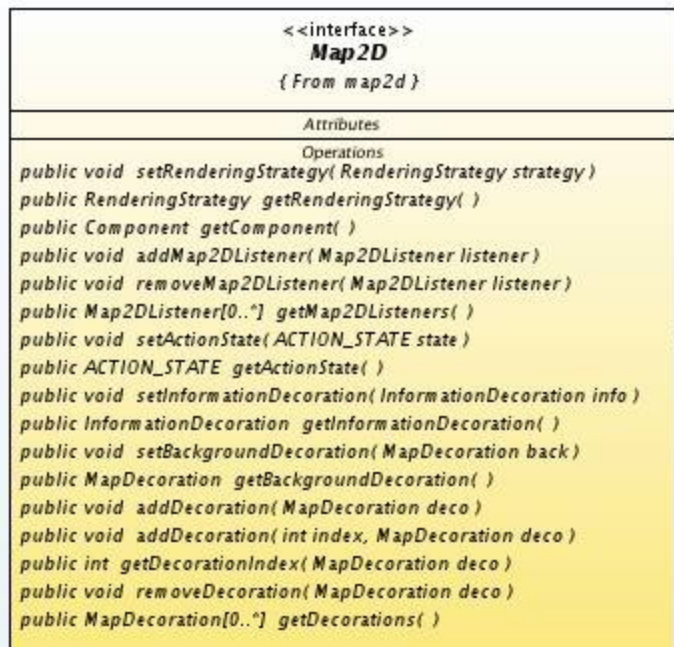 <<interface>>
Map2D
{ From map2d }
Attributes
Operations
public void setRenderingStrategy( RenderingStrategy strategy )
public RenderingStrategy getRenderingStrategy( )
public Component getComponent( )
public void addMap2DListener( Map2DListener listener )
public void removeMap2DListener( Map2DListener listener )
public Map2DListener[0..*] getMap2DListeners( )
public void setActionState( ACTION_STATE state )
public ACTION_STATE getActionState( )
public void setInformationDecoration( InformationDecoration info )
public InformationDecoration getInformationDecoration( )
public void setBackgroundDecoration( MapDecoration back )
public MapDecoration getBackgroundDecoration( )
public void addDecoration( MapDecoration deco )
public void addDecoration( int index, MapDecoration deco )
public int getDecorationIndex( MapDecoration deco )
public void removeDecoration( MapDecoration deco )
public MapDecoration[0..*] getDecorations( )